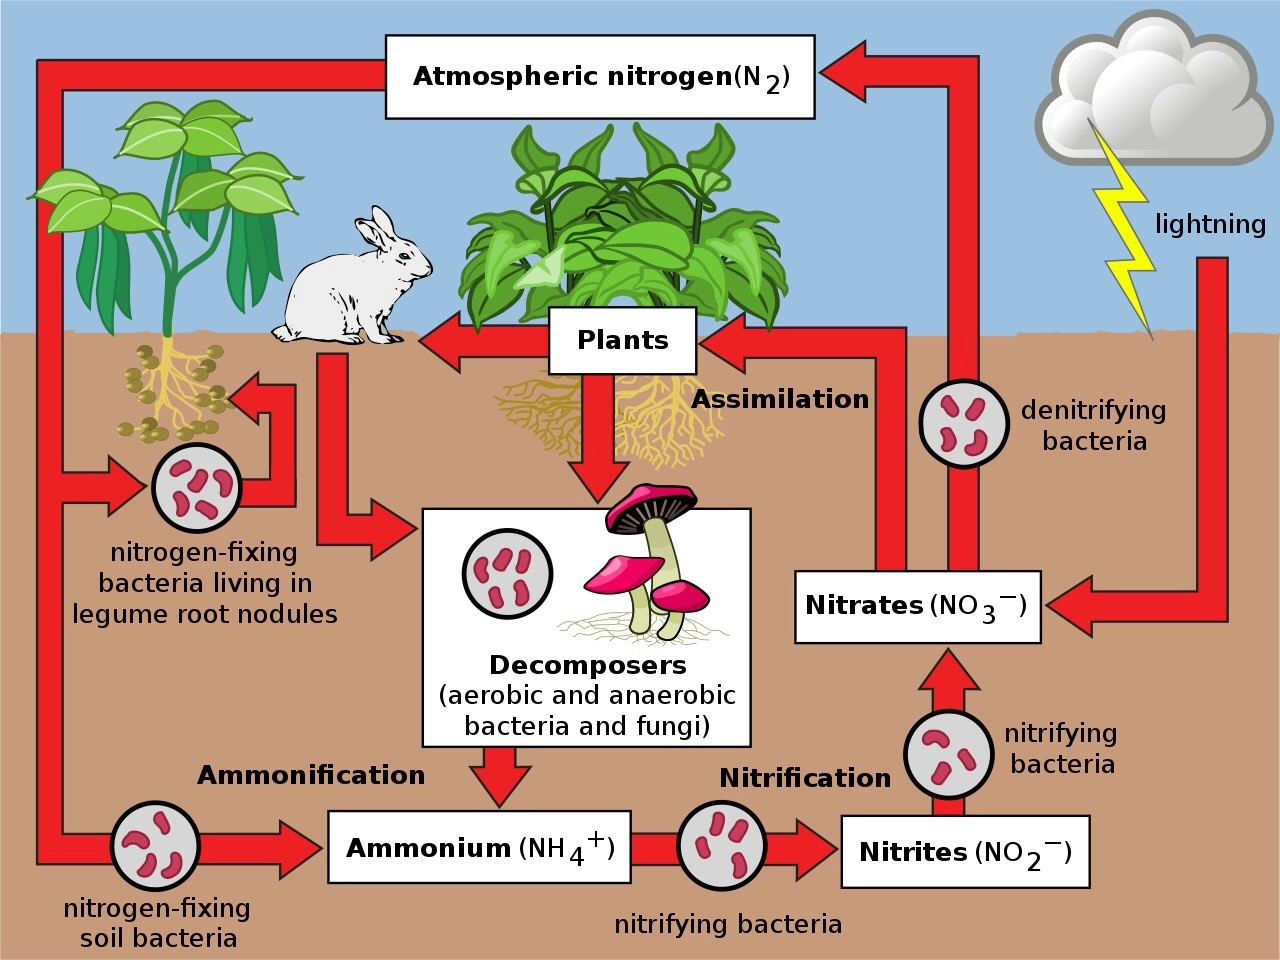 Atmospheric nitrogen(N2)
lightning
Plants
Assimilation
denitrifying
bacteria
nitrogen-fixing
bacteria living in
legume root nodules
Nitrates (NO3−)
Decomposers
(aerobic and anaerobic
bacteria and fungi)
nitrifying
bacteria
Ammonification
Nitrification
Ammonium (NH4+)
Nitrites (NO2−)
nitrogen-fixing
soil bacteria
nitrifying bacteria